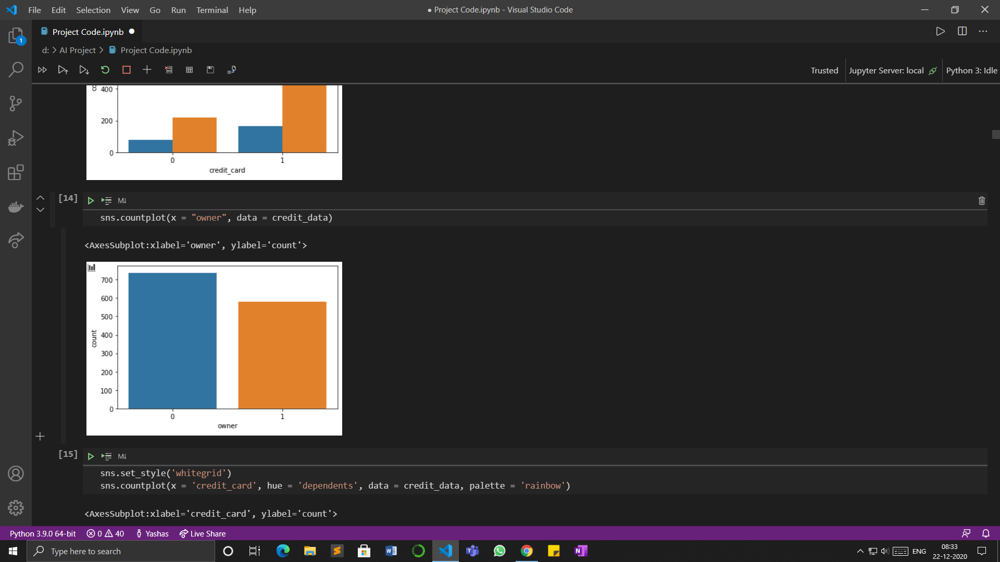 File Edit Selection View Go Run Terminal Help
● Project Code.ipynb - Visual Studio Code
Project Code.ipynb ●
d: > AI Project > Project Code.ipynb
Trusted Jupyter Server: local Python 3: Idle
1
400
200
0
0 1
credit_card
[14]
M↓
sns.countplot(x = "owner", data = credit_data)
<AxesSubplot:xlabel='owner', ylabel='count'>
700
600
500
400
300
200
100
0
count
0 1
owner
[15]
M↓
sns.set_style('whitegrid')
sns.countplot(x = 'credit_card', hue = 'dependents', data = credit_data, palette = 'rainbow')
<AxesSubplot:xlabel='credit_card', ylabel='count'>
Python 3.9.0 64-bit 0 40 Yashas Live Share
Type here to search
ENG
08:33
22-12-2020